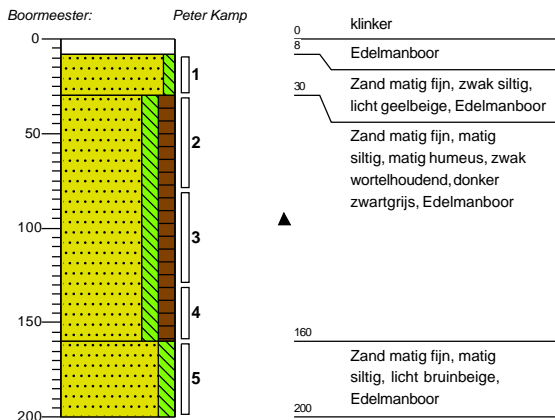 Boormeester: Peter Kamp
0
50
100
150
200
1
2
3
4
5
0
klinker
8
Edelmanboor
30
Zand matig fijn, zwak siltig,
licht geelbeige, Edelmanboor
Zand matig fijn, matig
siltig, matig humeus, zwak
wortelhoudend, donker
zwartgrijs, Edelmanboor
160
Zand matig fijn, matig
siltig, licht bruinbeige,
Edelmanboor
200